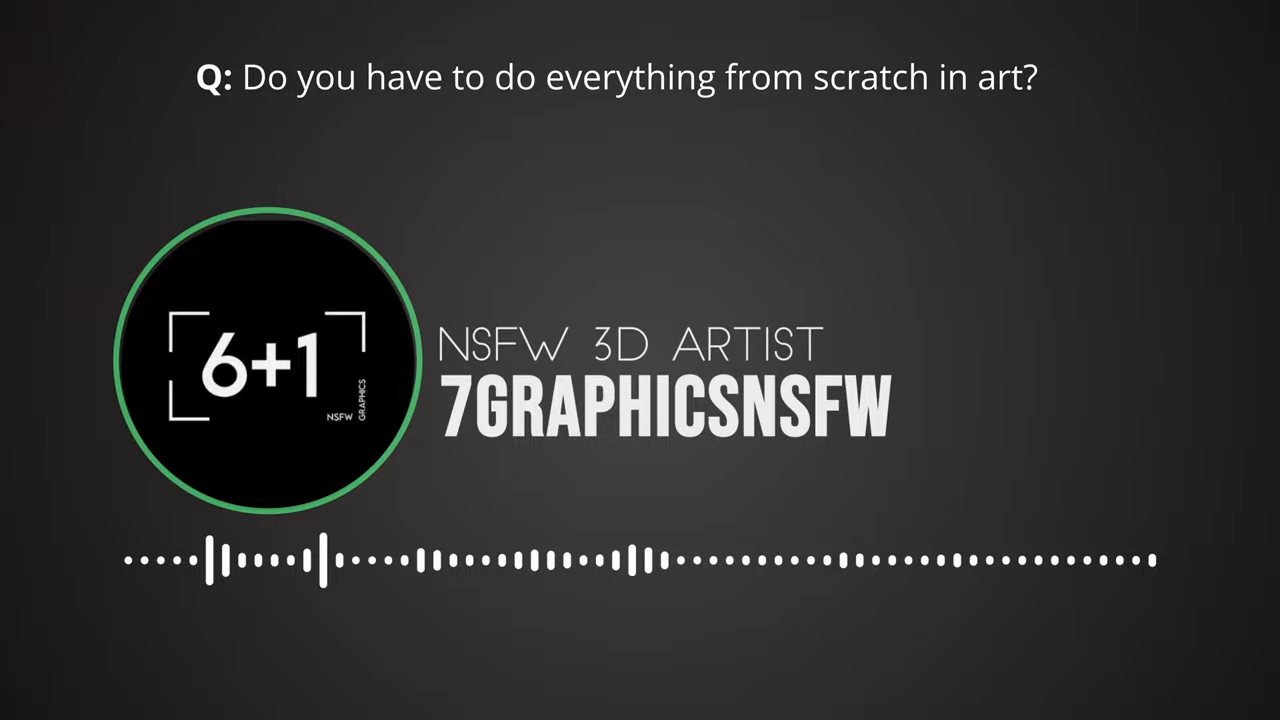 Q: Do you have to do everything from scratch in art?
6+1
NSFW
GRAPHICS
NSFW 3D ARTIST
7GRAPHICSNSFW